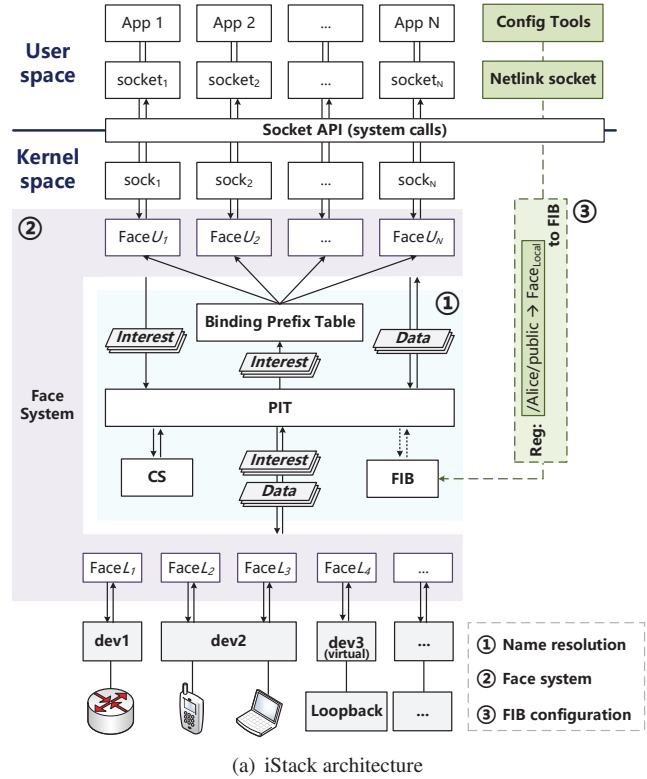 App 1
App 2
...
App N
Config Tools
User space
socket1
socket2
...
socketN
Netlink socket
Socket API (system calls)
Kernel space
sock1
sock2
...
sockN
②
FaceU1
FaceU2
...
FaceUN
③
Reg: /Alice/public → FaceLocal to FIB
①
Binding Prefix Table
Interest
Interest
Data
Face System
PIT
CS
Interest
Data
FIB
FaceL1
FaceL2
FaceL3
FaceL4
...
dev1
dev2
dev3
(virtual)
...
Loopback
...
① Name resolution
② Face system
③ FIB configuration
(a) iStack architecture